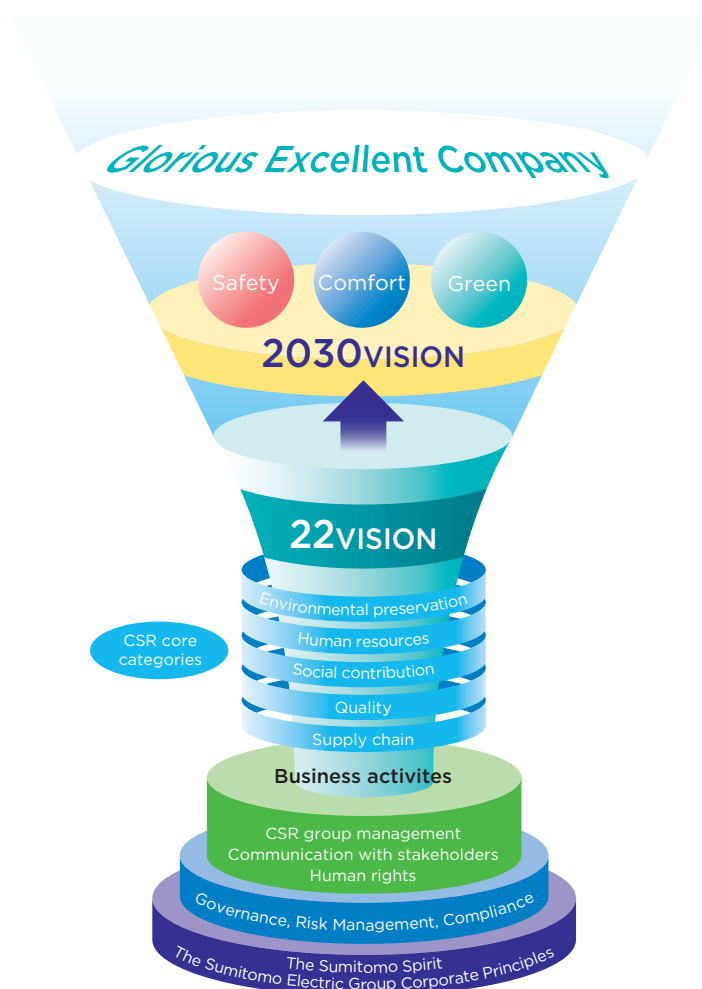 Glorious Excellent Company
Safety
Comfort
Green
2030VISION
22VISION
Environmental preservation
Human resources
Social contribution
Quality
Supply chain
CSR core
categories
Business activites
CSR group management
Communication with stakeholders
Human rights
Governance, Risk Management, Compliance
The Sumitomo Spirit
The Sumitomo Electric Group Corporate Principles